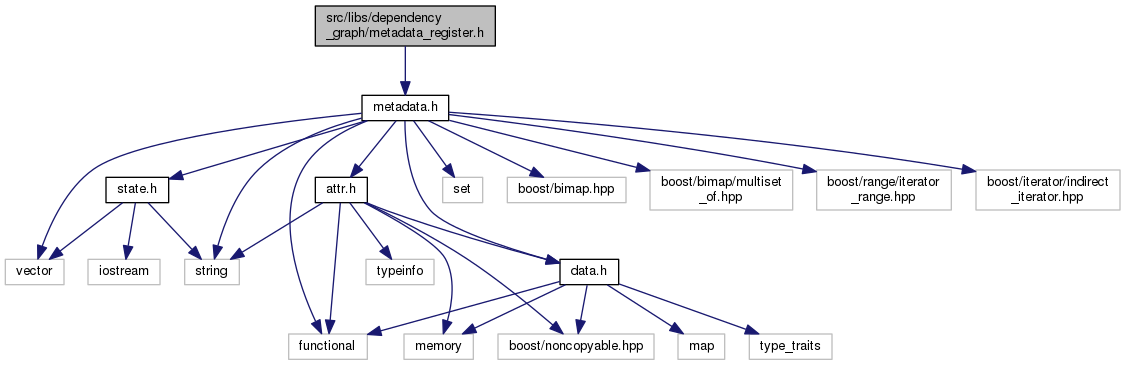 src/libs/dependency
_graph/metadata_register.h
metadata.h
state.h
attr.h
set
boost/bimap.hpp
boost/bimap/multiset
_of.hpp
boost/range/iterator
_range.hpp
boost/iterator/indirect
_iterator.hpp
vector
iostream
string
typeinfo
data.h
functional
memory
boost/noncopyable.hpp
map
type_traits